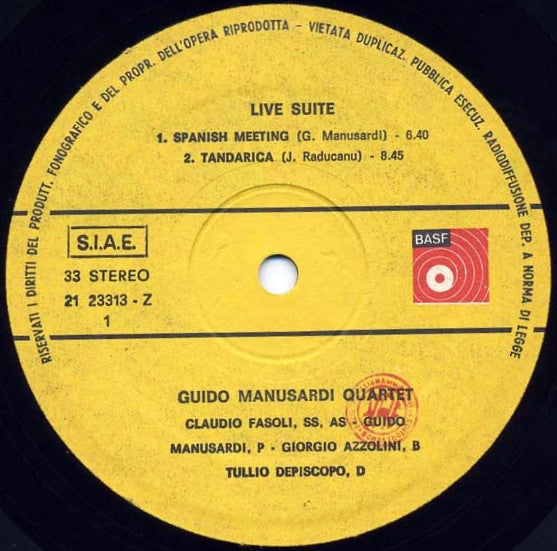 RISERVATI I DIRITTI DEL PRODUTT. FONOGRAFICO E DEL PROPR. DELL'OPERA RIPRODOTTA - VIETATA DUPLICAZ. PUBBLICA ESECUZ. RADIODIFFUSIONE DEP. A NORMA DI LEGGE
LIVE SUITE
1. SPANISH MEETING (G. Manusardi) - 6.40
2. TANDARICA (J. Raducanu) - 8.45
S.I.A.E.
BASF
33 STEREO
21 23313 - Z
1
GUIDO MANUSARDI QUARTET
CLAUDIO FASOLI, SS, AS - GUIDO
MANUSARDI, P - GIORGIO AZZOLINI, B
TULLIO DEPISCOPO, D